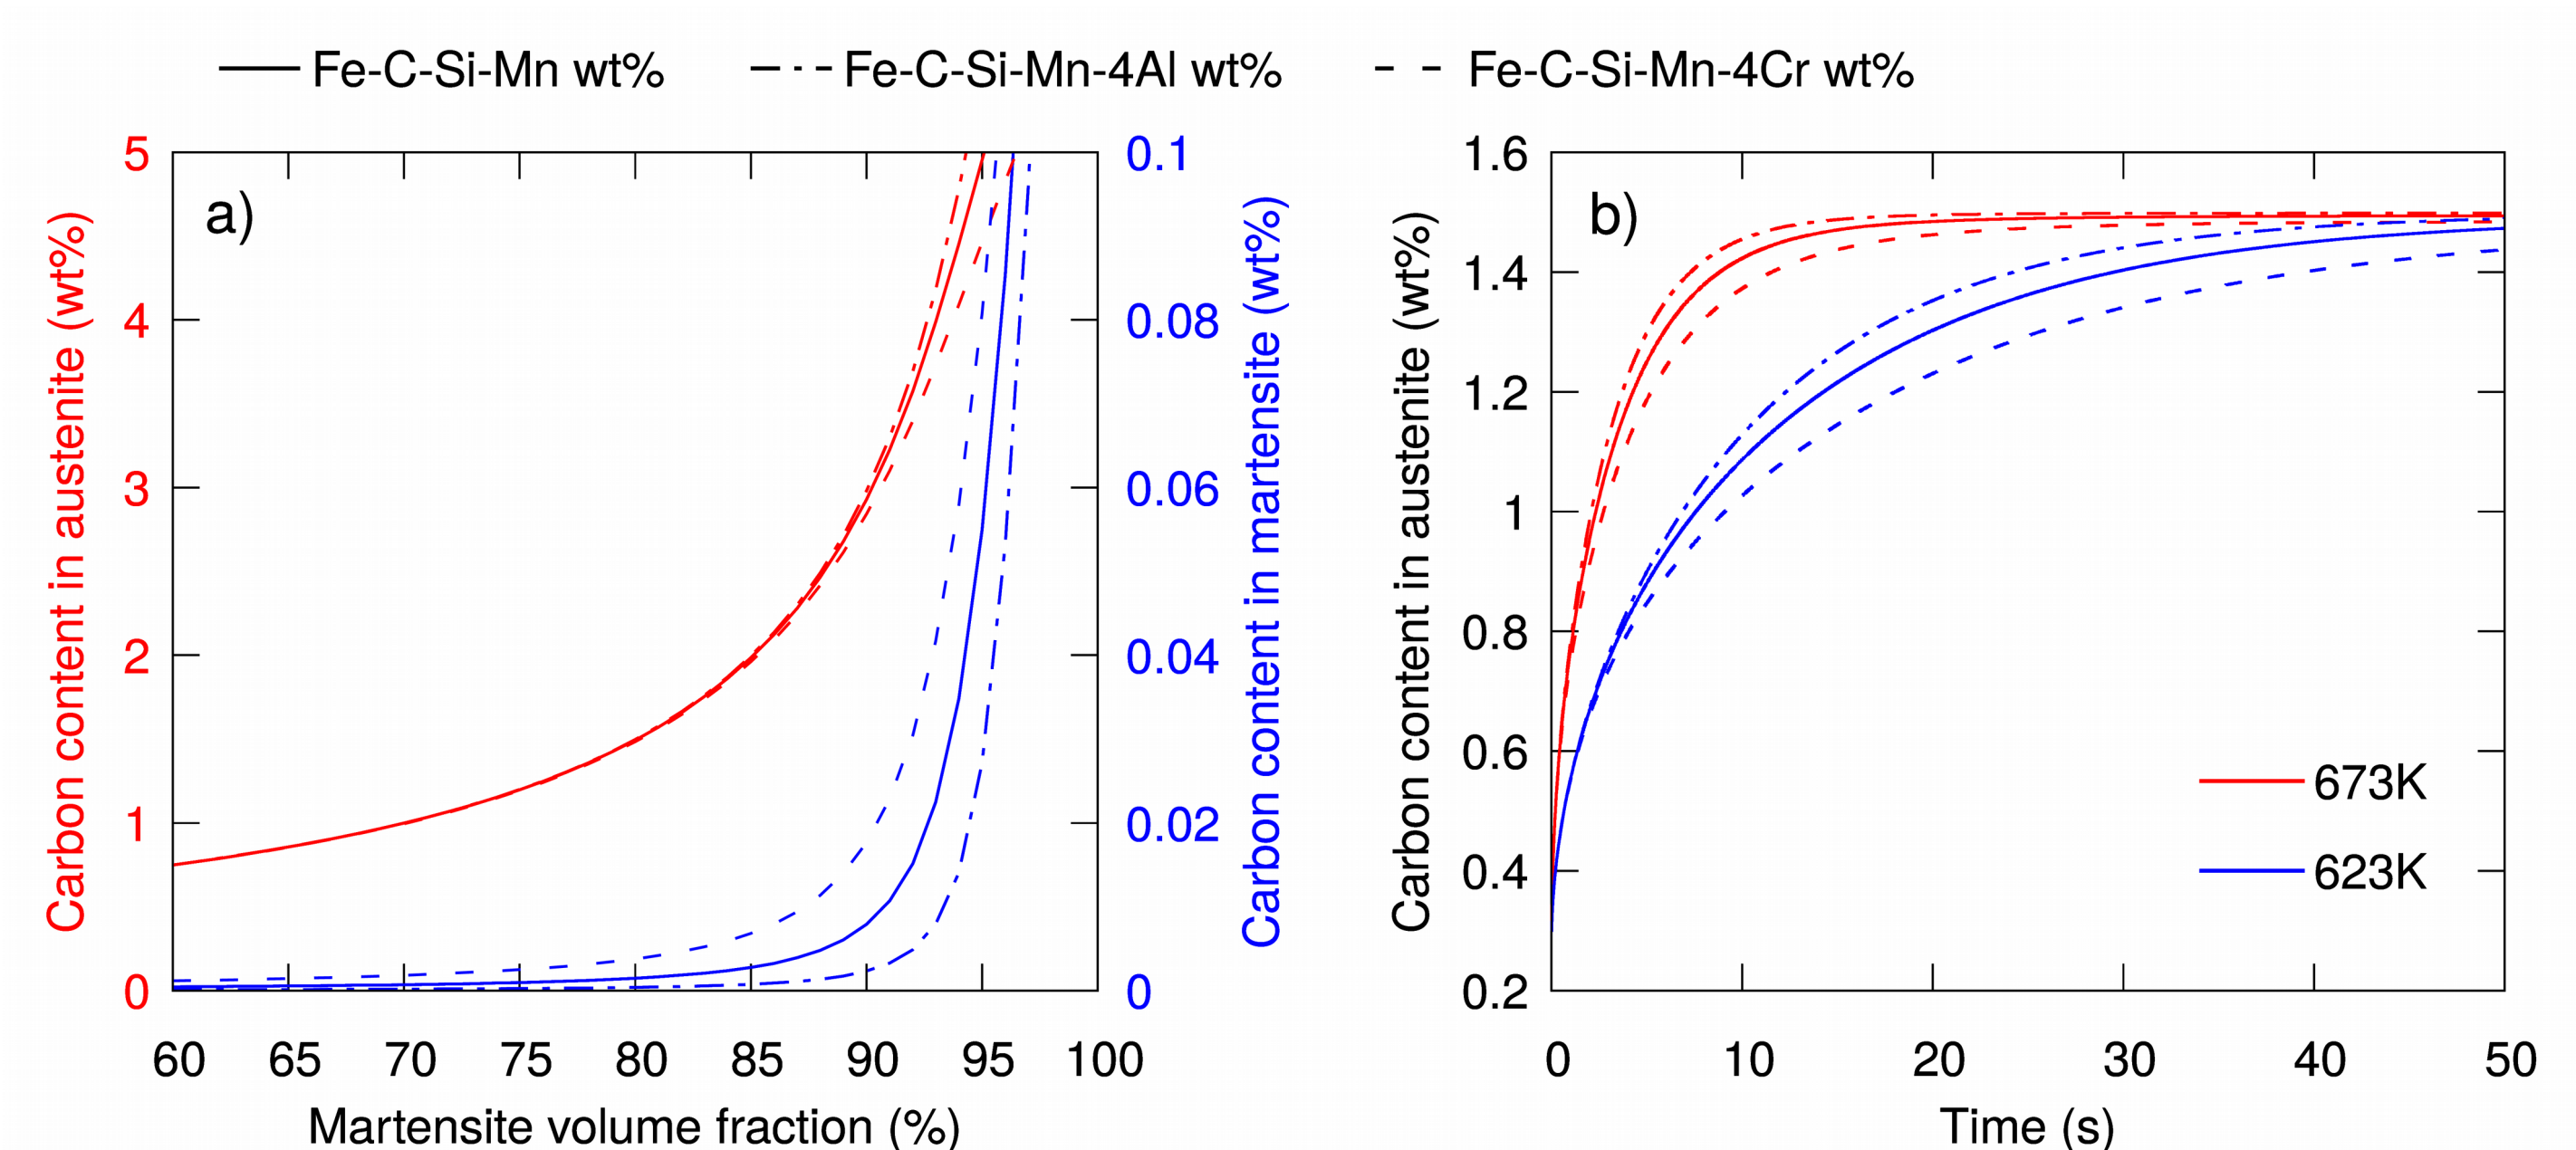 Fe-C-Si-Mn wt%
Fe-C-Si-Mn-4Al wt%
Fe-C-Si-Mn-4Cr wt%
a)
Carbon content in austenite (wt%)
5
4
3
2
1
0
0.1
0.08
0.06
0.04
0.02
0
Carbon content in martensite (wt%)
60 65 70 75 80 85 90 95 100
Martensite volume fraction (%)
b)
Carbon content in austenite (wt%)
1.6
1.4
1.2
1
0.8
0.6
0.4
0.2
673K
623K
0 10 20 30 40 50
Time (s)